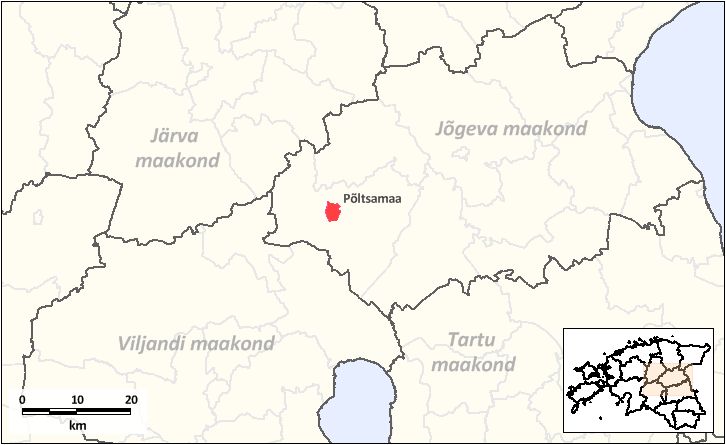 Järva
maakond
Jõgeva maakond
Põltsamaa
Viljandi maakond
Tartu
maakond
0 10 20
km